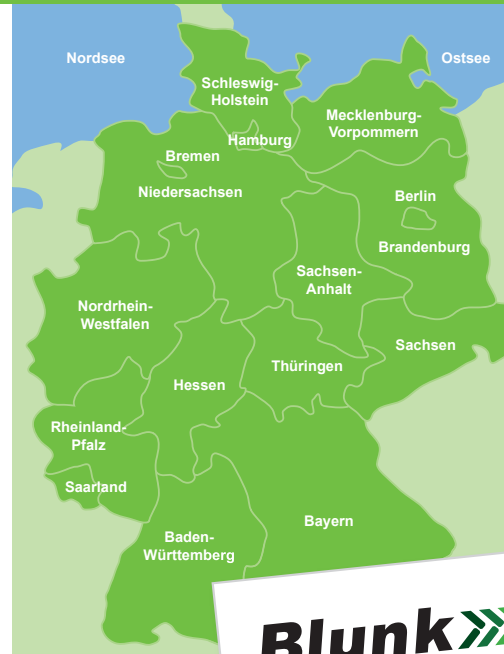 Nordsee
Ostsee
Schleswig-
Holstein
Mecklenburg-
Vorpommern
Hamburg
Bremen
Niedersachsen
Berlin
Brandenburg
Sachsen-
Anhalt
Nordrhein-
Westfalen
Sachsen
Thüringen
Hessen
Rheinland-
Pfalz
Saarland
Bayern
Baden-
Württemberg
Blunk